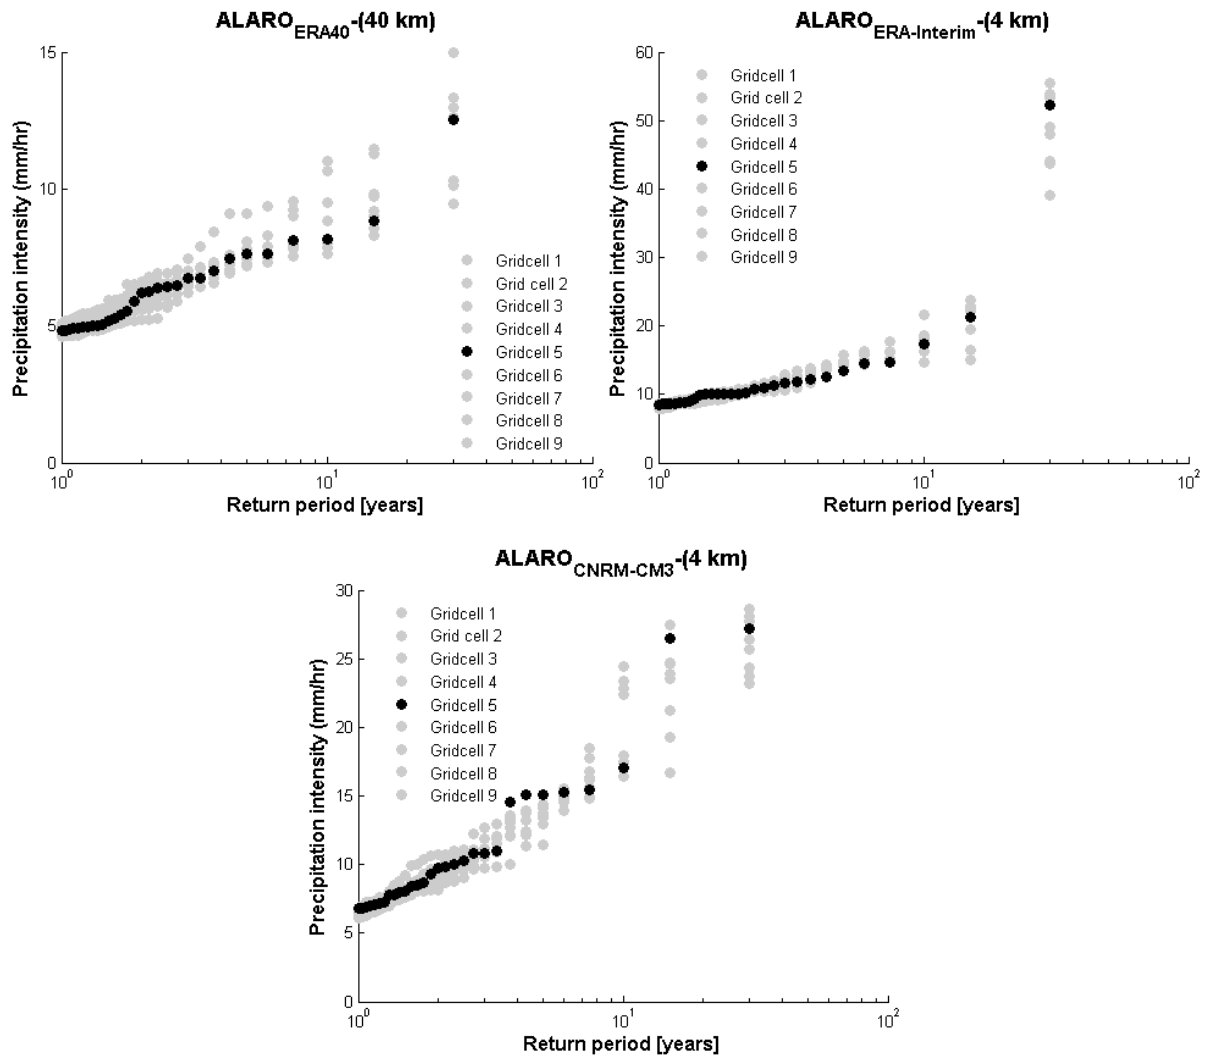 ALARO_ERA40-(40 km)
15
10
5
0
Precipitation intensity (mm/hr)
Gridcell 1
Grid cell 2
Gridcell 3
Gridcell 4
Gridcell 5
Gridcell 6
Gridcell 7
Gridcell 8
Gridcell 9
10^0
10^1
10^2
Return period [years]
ALARO_ERA-Interim-(4 km)
60
50
40
30
20
10
0
Precipitation intensity (mm/hr)
Gridcell 1
Grid cell 2
Gridcell 3
Gridcell 4
Gridcell 5
Gridcell 6
Gridcell 7
Gridcell 8
Gridcell 9
10^0
10^1
10^2
Return period [years]
ALARO_CNRM-CM3-(4 km)
30
25
20
15
10
5
0
Precipitation intensity (mm/hr)
Gridcell 1
Grid cell 2
Gridcell 3
Gridcell 4
Gridcell 5
Gridcell 6
Gridcell 7
Gridcell 8
Gridcell 9
10^0
10^1
10^2
Return period [years]